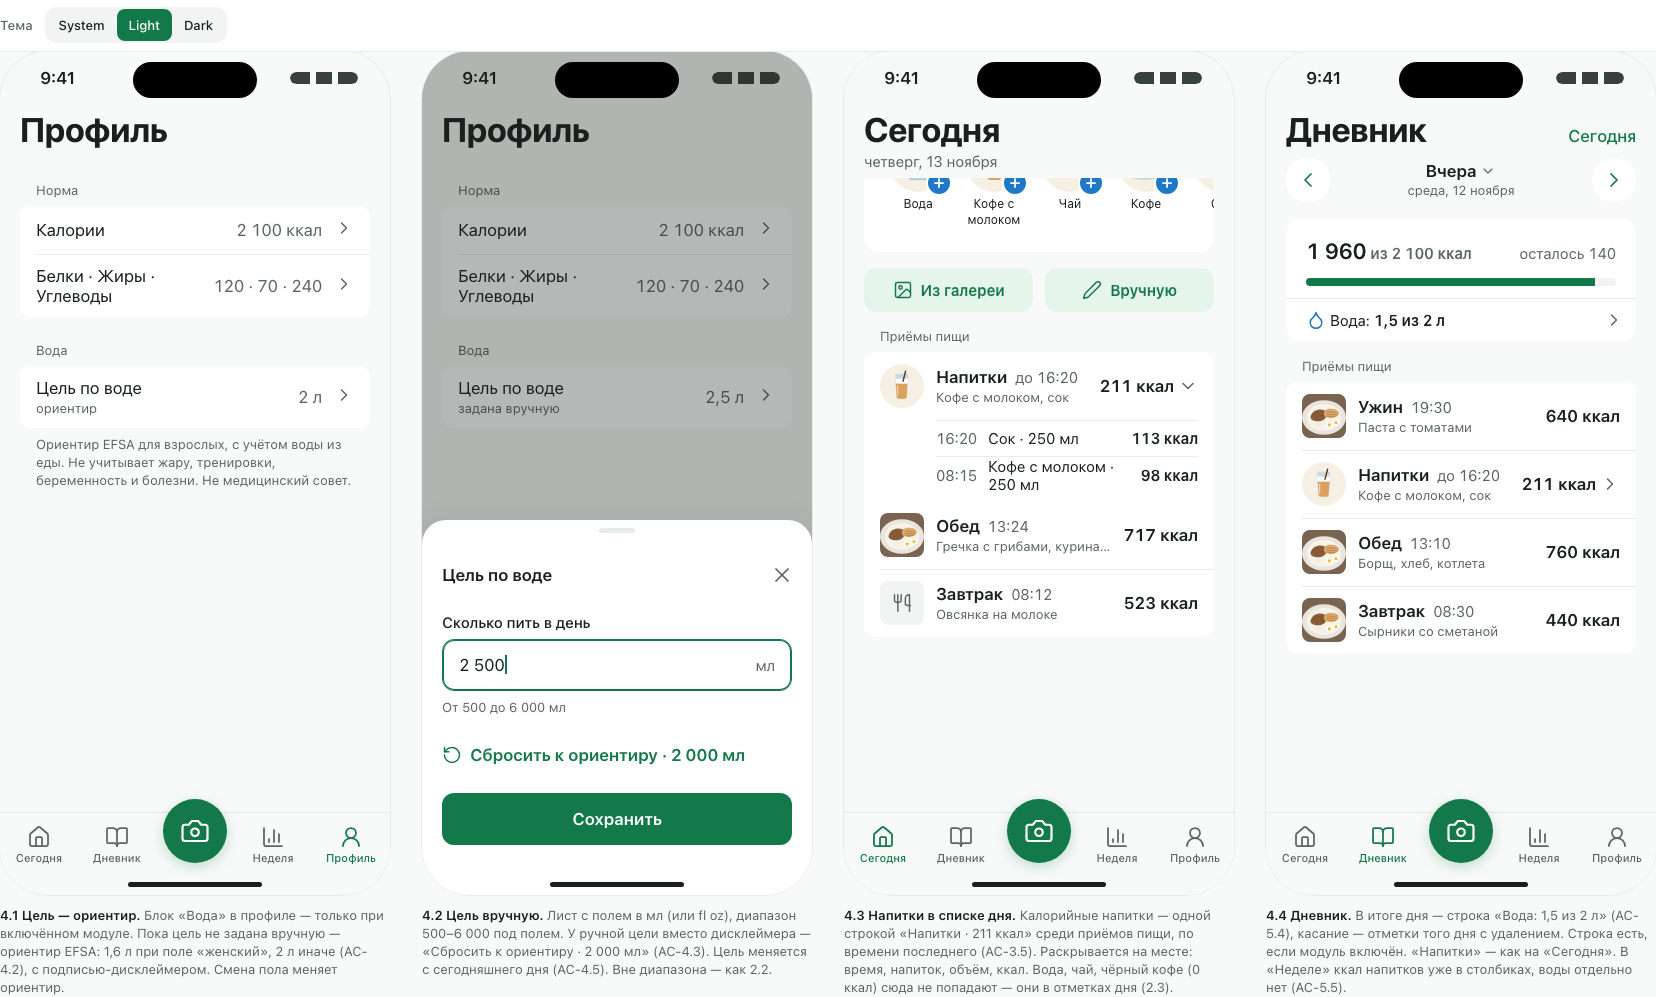 Тема System Light Dark
9:41
Профиль
Норма
Калории 2 100 ккал
Белки · Жиры · Углеводы 120 · 70 · 240
Вода
Цель по воде 2 л
ориентир
Ориентир EFSA для взрослых, с учётом воды из
еды. Не учитывает жару, тренировки,
беременность и болезни. Не медицинский совет.
Сегодня Дневник Неделя Профиль
4.1 Цель — ориентир. Блок «Вода» в профиле — только при
включённом модуле. Пока цель не задана вручную —
ориентир EFSA: 1,6 л при поле «женский», 2 л иначе (AC-
4.2), с подписью-дисклеймером. Смена пола меняет
ориентир.
9:41
Профиль
Норма
Калории 2 100 ккал
Белки · Жиры · Углеводы 120 · 70 · 240
Вода
Цель по воде 2,5 л
задана вручную
Цель по воде
Сколько пить в день
2 500 мл
От 500 до 6 000 мл
Сбросить к ориентиру · 2 000 мл
Сохранить
4.2 Цель вручную. Лист с полем в мл (или fl oz), диапазон
500–6 000 под полем. У ручной цели вместо дисклеймера —
«Сбросить к ориентиру · 2 000 мл» (AC-4.3). Цель меняется
с сегодняшнего дня (AC-4.5). Вне диапазона — как 2.2.
9:41
Сегодня
четверг, 13 ноября
Вода Кофе с молоком Чай Кофе
Из галереи Вручную
Приёмы пищи
Напитки до 16:20 211 ккал
Кофе с молоком, сок
16:20 Сок · 250 мл 113 ккал
08:15 Кофе с молоком · 250 мл 98 ккал
Обед 13:24 717 ккал
Гречка с грибами, курина...
Завтрак 08:12 523 ккал
Овсянка на молоке
Сегодня Дневник Неделя Профиль
4.3 Напитки в списке дня. Калорийные напитки — одной
строкой «Напитки · 211 ккал» среди приёмов пищи, по
времени последнего (AC-3.5). Раскрывается на месте:
время, напиток, объём, ккал. Вода, чай, чёрный кофе (0
ккал) сюда не попадают — они в отметках дня (2.3).
9:41
Дневник Сегодня
Вчера
среда, 12 ноября
1 960 из 2 100 ккал осталось 140
Вода: 1,5 из 2 л
Приёмы пищи
Ужин 19:30 640 ккал
Паста с томатами
Напитки до 16:20 211 ккал
Кофе с молоком, сок
Обед 13:10 760 ккал
Борщ, хлеб, котлета
Завтрак 08:30 440 ккал
Сырники со сметаной
Сегодня Дневник Неделя Профиль
4.4 Дневник. В итоге дня — строка «Вода: 1,5 из 2 л» (AC-
5.4), касание — отметки того дня с удалением. Строка есть,
если модуль включён. «Напитки» — как на «Сегодня». В
«Неделе» ккал напитков уже в столбиках, воды отдельно
нет (AC-5.5).